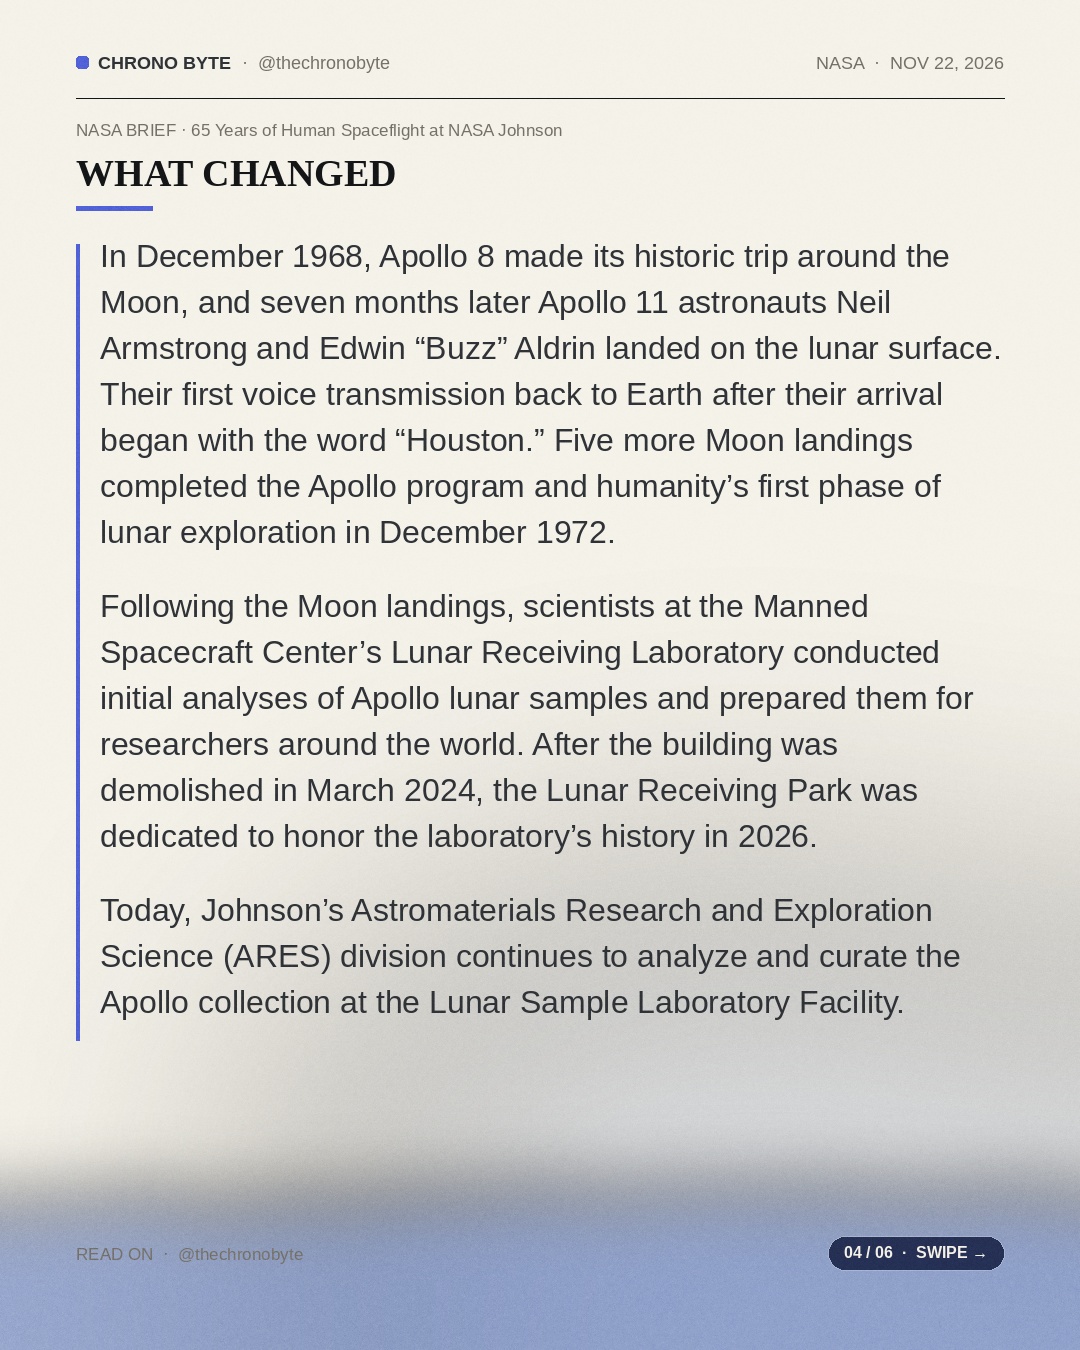 CHRONO BYTE · @thechronobyte
NASA · NOV 22, 2026
NASA BRIEF · 65 Years of Human Spaceflight at NASA Johnson
WHAT CHANGED
In December 1968, Apollo 8 made its historic trip around the
Moon, and seven months later Apollo 11 astronauts Neil
Armstrong and Edwin “Buzz” Aldrin landed on the lunar surface.
Their first voice transmission back to Earth after their arrival
began with the word “Houston.” Five more Moon landings
completed the Apollo program and humanity’s first phase of
lunar exploration in December 1972.
Following the Moon landings, scientists at the Manned
Spacecraft Center’s Lunar Receiving Laboratory conducted
initial analyses of Apollo lunar samples and prepared them for
researchers around the world. After the building was
demolished in March 2024, the Lunar Receiving Park was
dedicated to honor the laboratory’s history in 2026.
Today, Johnson’s Astromaterials Research and Exploration
Science (ARES) division continues to analyze and curate the
Apollo collection at the Lunar Sample Laboratory Facility.
READ ON · @thechronobyte
04 / 06 · SWIPE →